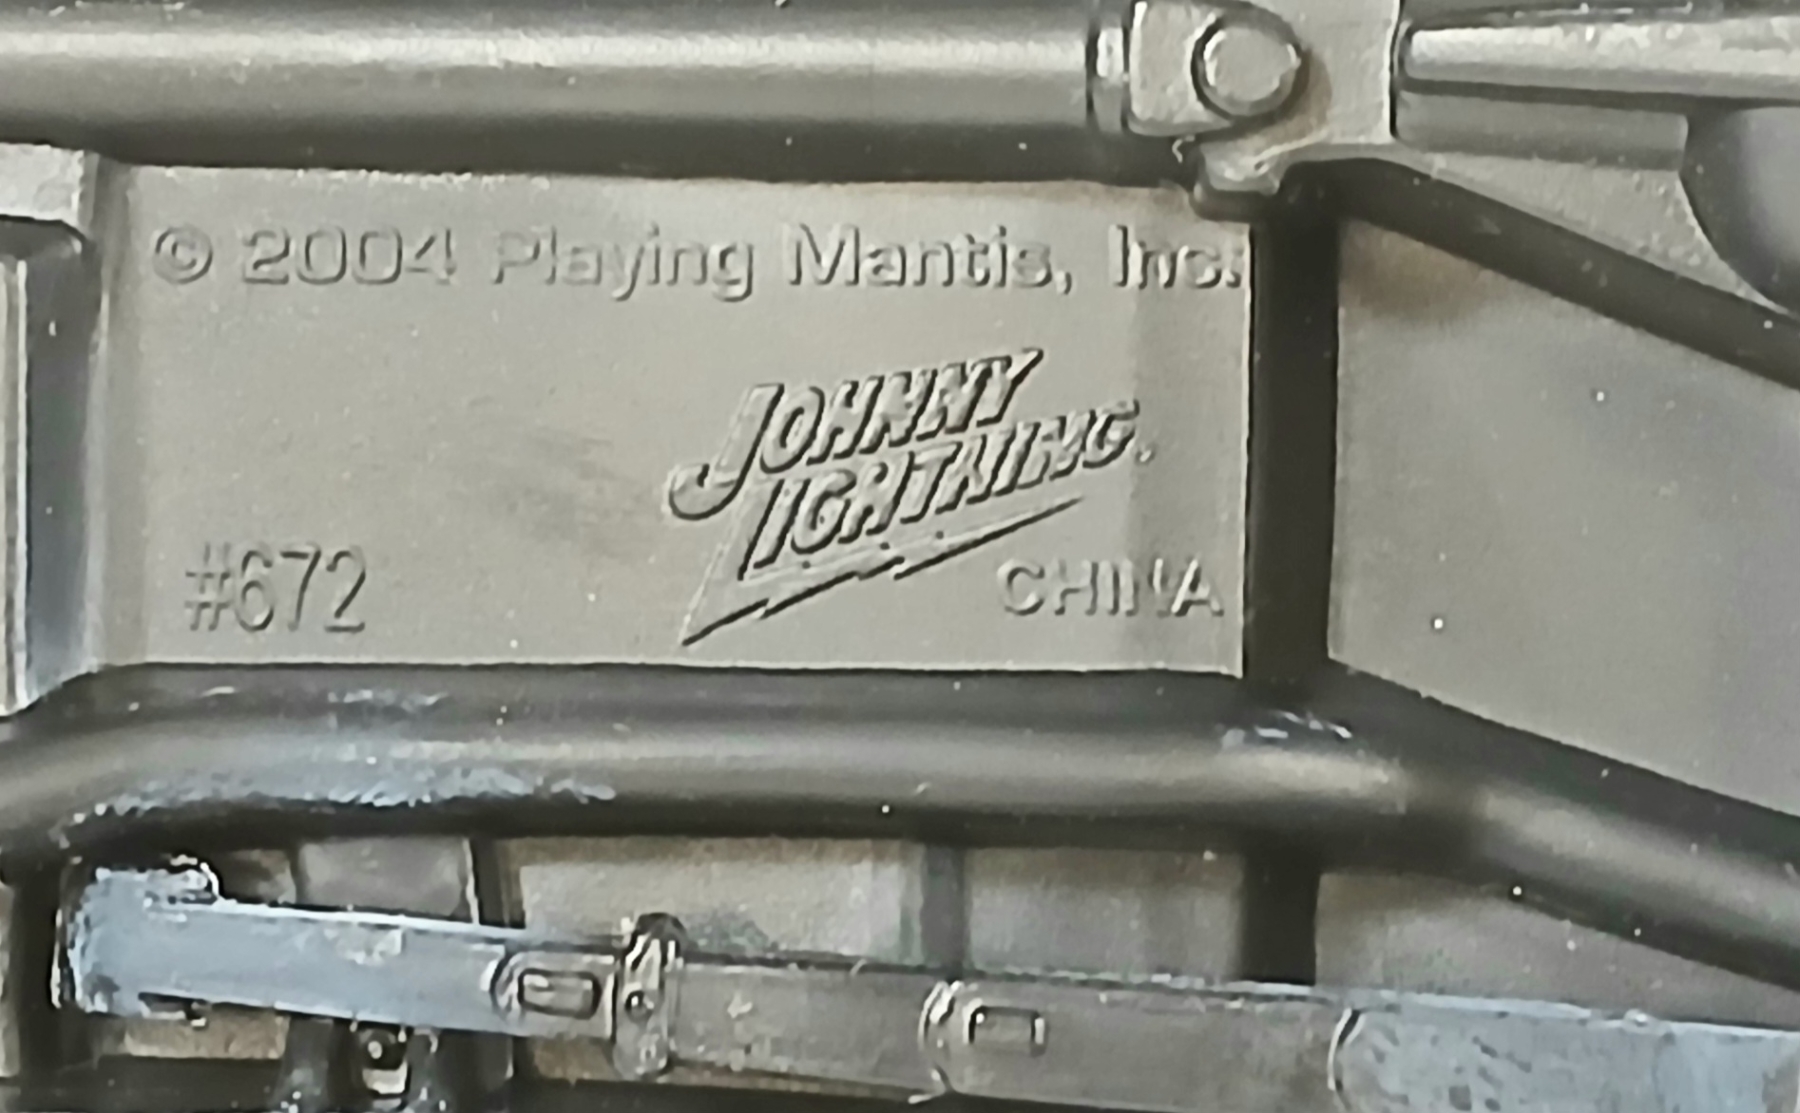 © 2004 Playing Mantis, Inc.
JOHNNY
LIGHTNING.
#672
CHINA